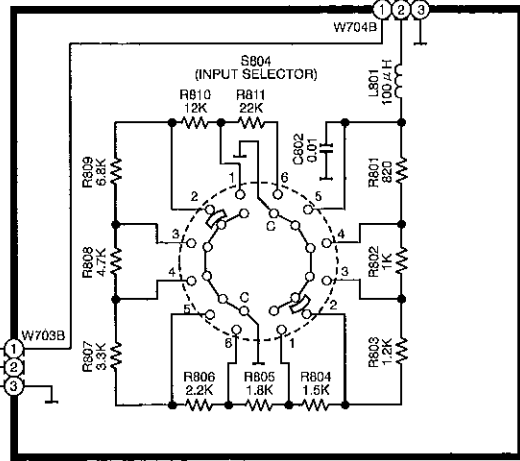 1 2 3
W704B
S804
(INPUT SELECTOR)
R810
12K
R811
22K
L801
100μH
C802
0.01
R809
6.8K
R801
820
1
6
2
5
C
3
4
R808
4.7K
R802
1K
4
3
C
5
2
6
1
W703B
1
2
3
R807
3.3K
R803
1.2K
R806
2.2K
R805
1.8K
R804
1.5K